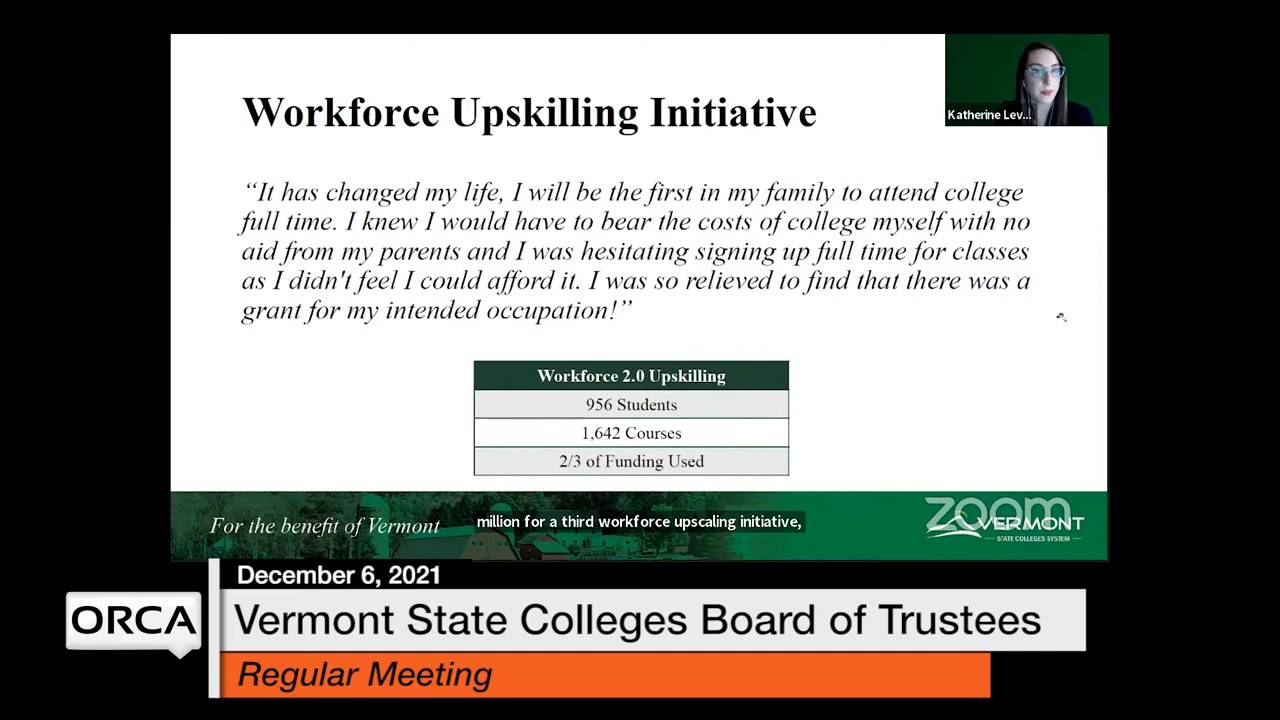 Workforce Upskilling Initiative
Katherine Lev...
“It has changed my life, I will be the first in my family to attend college
full time. I knew I would have to bear the costs of college myself with no
aid from my parents and I was hesitating signing up full time for classes
as I didn't feel I could afford it. I was so relieved to find that there was a
grant for my intended occupation!”
Workforce 2.0 Upskilling
956 Students
1,642 Courses
2/3 of Funding Used
For the benefit of Vermont
million for a third workforce upscaling initiative,
zoom
VERMONT
STATE COLLEGES SYSTEM
December 6, 2021
ORCA
Vermont State Colleges Board of Trustees
Regular Meeting